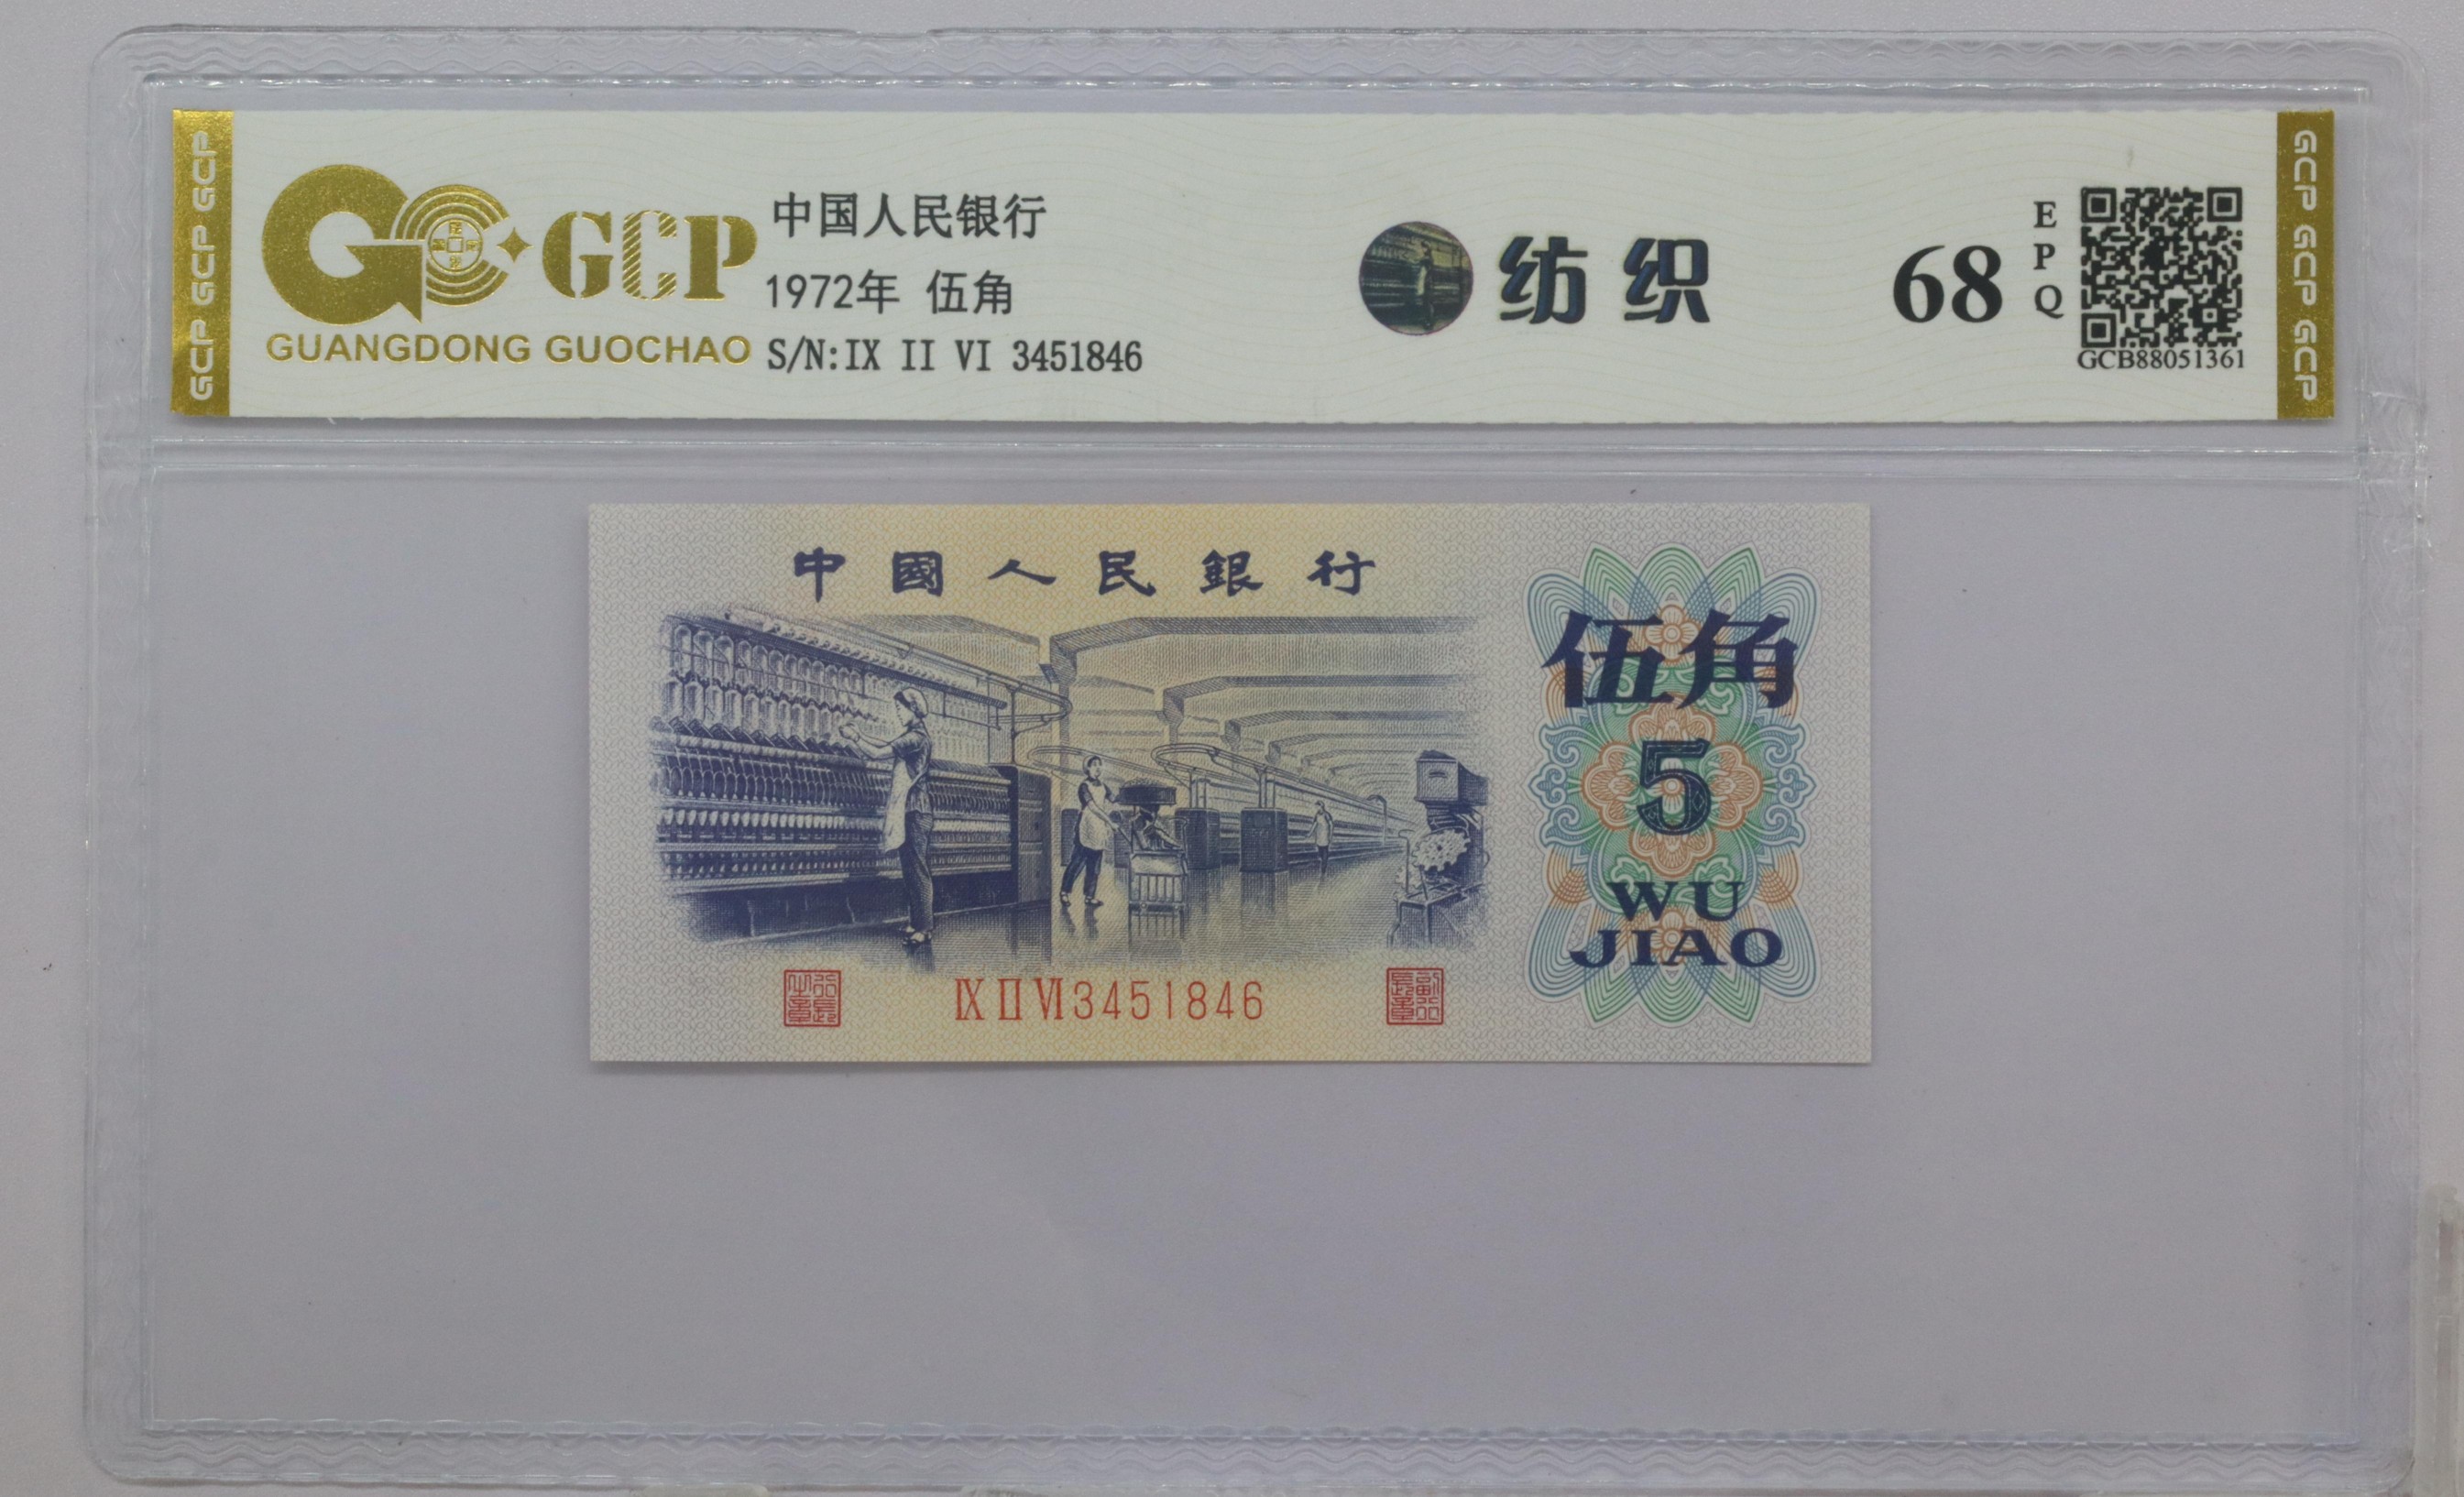 GCP GCP GCP
GCP
GUANGDONG GUOCHAO
中国人民银行
1972年 伍角
S/N:IX II VI 3451846
纺织
68
EPQ
GCB88051361
GCP GCP GCP
中國人民銀行
伍角
5
WU
JIAO
IX II VI 3451846